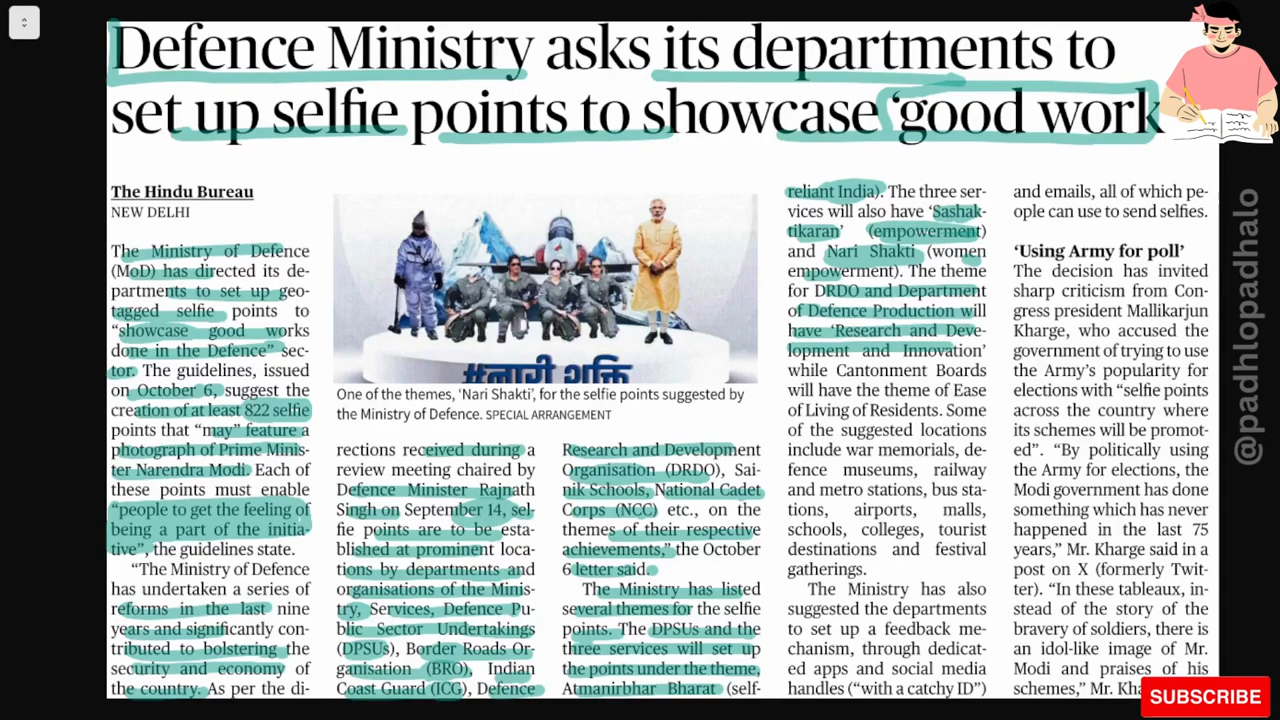 Defence Ministry asks its departments to
set up selfie points to showcase ‘good work
The Hindu Bureau
NEW DELHI
The Ministry of Defence
(MoD) has directed its de-
partments to set up geo-
tagged selfie points to
“showcase good works
done in the Defence” sec-
tor. The guidelines, issued
on October 6, suggest the
creation of at least 822 selfie
points that “may” feature a
photograph of Prime Minis-
ter Narendra Modi. Each of
these points must enable
“people to get the feeling of
being a part of the initia-
tive”, the guidelines state.
“The Ministry of Defence
has undertaken a series of
reforms in the last nine
years and significantly con-
tributed to bolstering the
security and economy of
the country. As per the di-
#नारी शक्ति
One of the themes, ‘Nari Shakti’, for the selfie points suggested by
the Ministry of Defence. SPECIAL ARRANGEMENT
rections received during a
review meeting chaired by
Defence Minister Rajnath
Singh on September 14, sel-
fie points are to be esta-
blished at prominent loca-
tions by departments and
organisations of the Minis-
try, Services, Defence Pu-
blic Sector Undertakings
(DPSUs), Border Roads Or-
ganisation (BRO), Indian
Coast Guard (ICG), Defence
Research and Development
Organisation (DRDO), Sai-
nik Schools, National Cadet
Corps (NCC) etc., on the
themes of their respective
achievements,” the October
6 letter said.
The Ministry has listed
several themes for the selfie
points. The DPSUs and the
three services will set up
the points under the theme,
Atmanirbhar Bharat (self-
reliant India). The three ser-
vices will also have ‘Sashak-
tikaran’ (empowerment)
and Nari Shakti (women
empowerment). The theme
for DRDO and Department
of Defence Production will
have ‘Research and Deve-
lopment and Innovation’
while Cantonment Boards
will have the theme of Ease
of Living of Residents. Some
of the suggested locations
include war memorials, de-
fence museums, railway
and metro stations, bus sta-
tions, airports, malls,
schools, colleges, tourist
destinations and festival
gatherings.
The Ministry has also
suggested the departments
to set up a feedback me-
chanism, through dedicat-
ed apps and social media
handles (“with a catchy ID”)
and emails, all of which pe-
ople can use to send selfies.
‘Using Army for poll’
The decision has invited
sharp criticism from Con-
gress president Mallikarjun
Kharge, who accused the
government of trying to use
the Army’s popularity for
elections with “selfie points
across the country where
its schemes will be promot-
ed”. “By politically using
the Army for elections, the
Modi government has done
something which has never
happened in the last 75
years,” Mr. Kharge said in a
post on X (formerly Twit-
ter). “In these tableaux, in-
stead of the story of the
bravery of soldiers, there is
an idol-like image of Mr.
Modi and praises of his
schemes,” Mr.
@padhlopadhalo
SUBSCRIBE